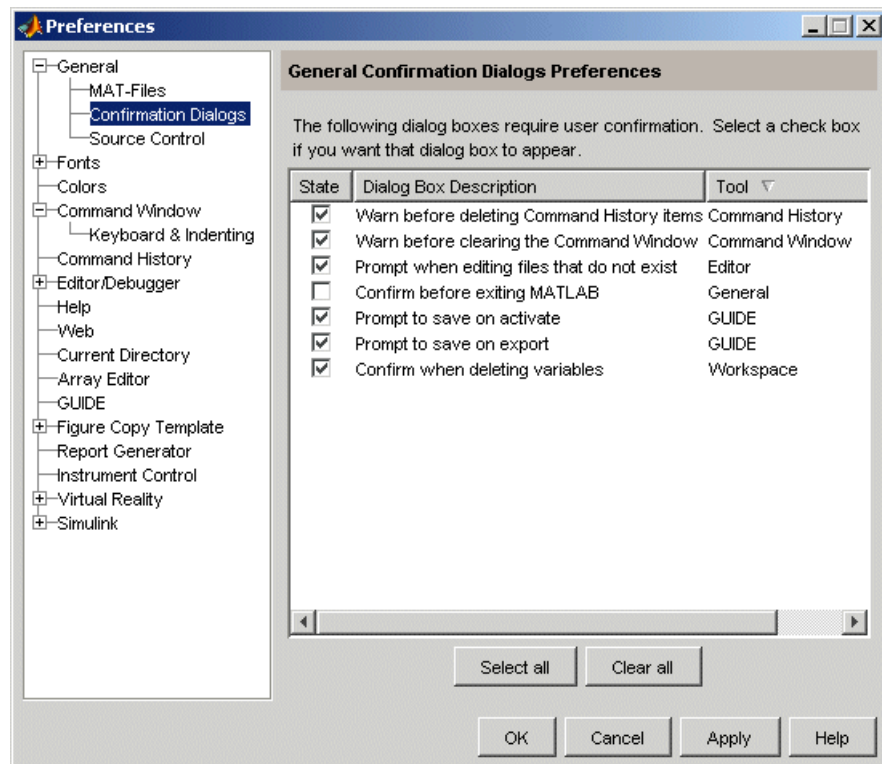 Preferences
General
MAT-Files
Confirmation Dialogs
Source Control
Fonts
Colors
Command Window
Keyboard & Indenting
Command History
Editor/Debugger
Help
Web
Current Directory
Array Editor
GUIDE
Figure Copy Template
Report Generator
Instrument Control
Virtual Reality
Simulink
General Confirmation Dialogs Preferences
The following dialog boxes require user confirmation. Select a check box
if you want that dialog box to appear.
State Dialog Box Description Tool
Warn before deleting Command History items Command History
Warn before clearing the Command Window Command Window
Prompt when editing files that do not exist Editor
Confirm before exiting MATLAB General
Prompt to save on activate GUIDE
Prompt to save on export GUIDE
Confirm when deleting variables Workspace
Select all Clear all
OK Cancel Apply Help